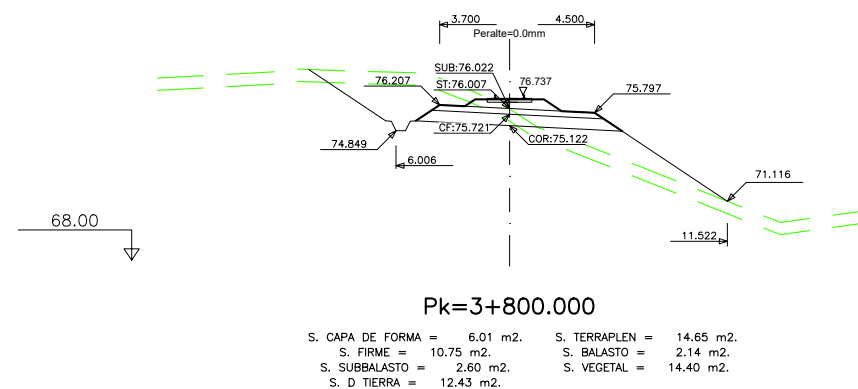 3.700 4.500
Peralte=0.0mm
SUB:76.022
76.207 ST:76.007 76.737 75.797
CF:75.721
74.849 COR:75.122
6.006
71.116
68.00
11.522
Pk=3+800.000
S. CAPA DE FORMA = 6.01 m2. S. TERRAPLEN = 14.65 m2.
S. FIRME = 10.75 m2. S. BALASTO = 2.14 m2.
S. SUBBALASTO = 2.60 m2. S. VEGETAL = 14.40 m2.
S. D TIERRA = 12.43 m2.